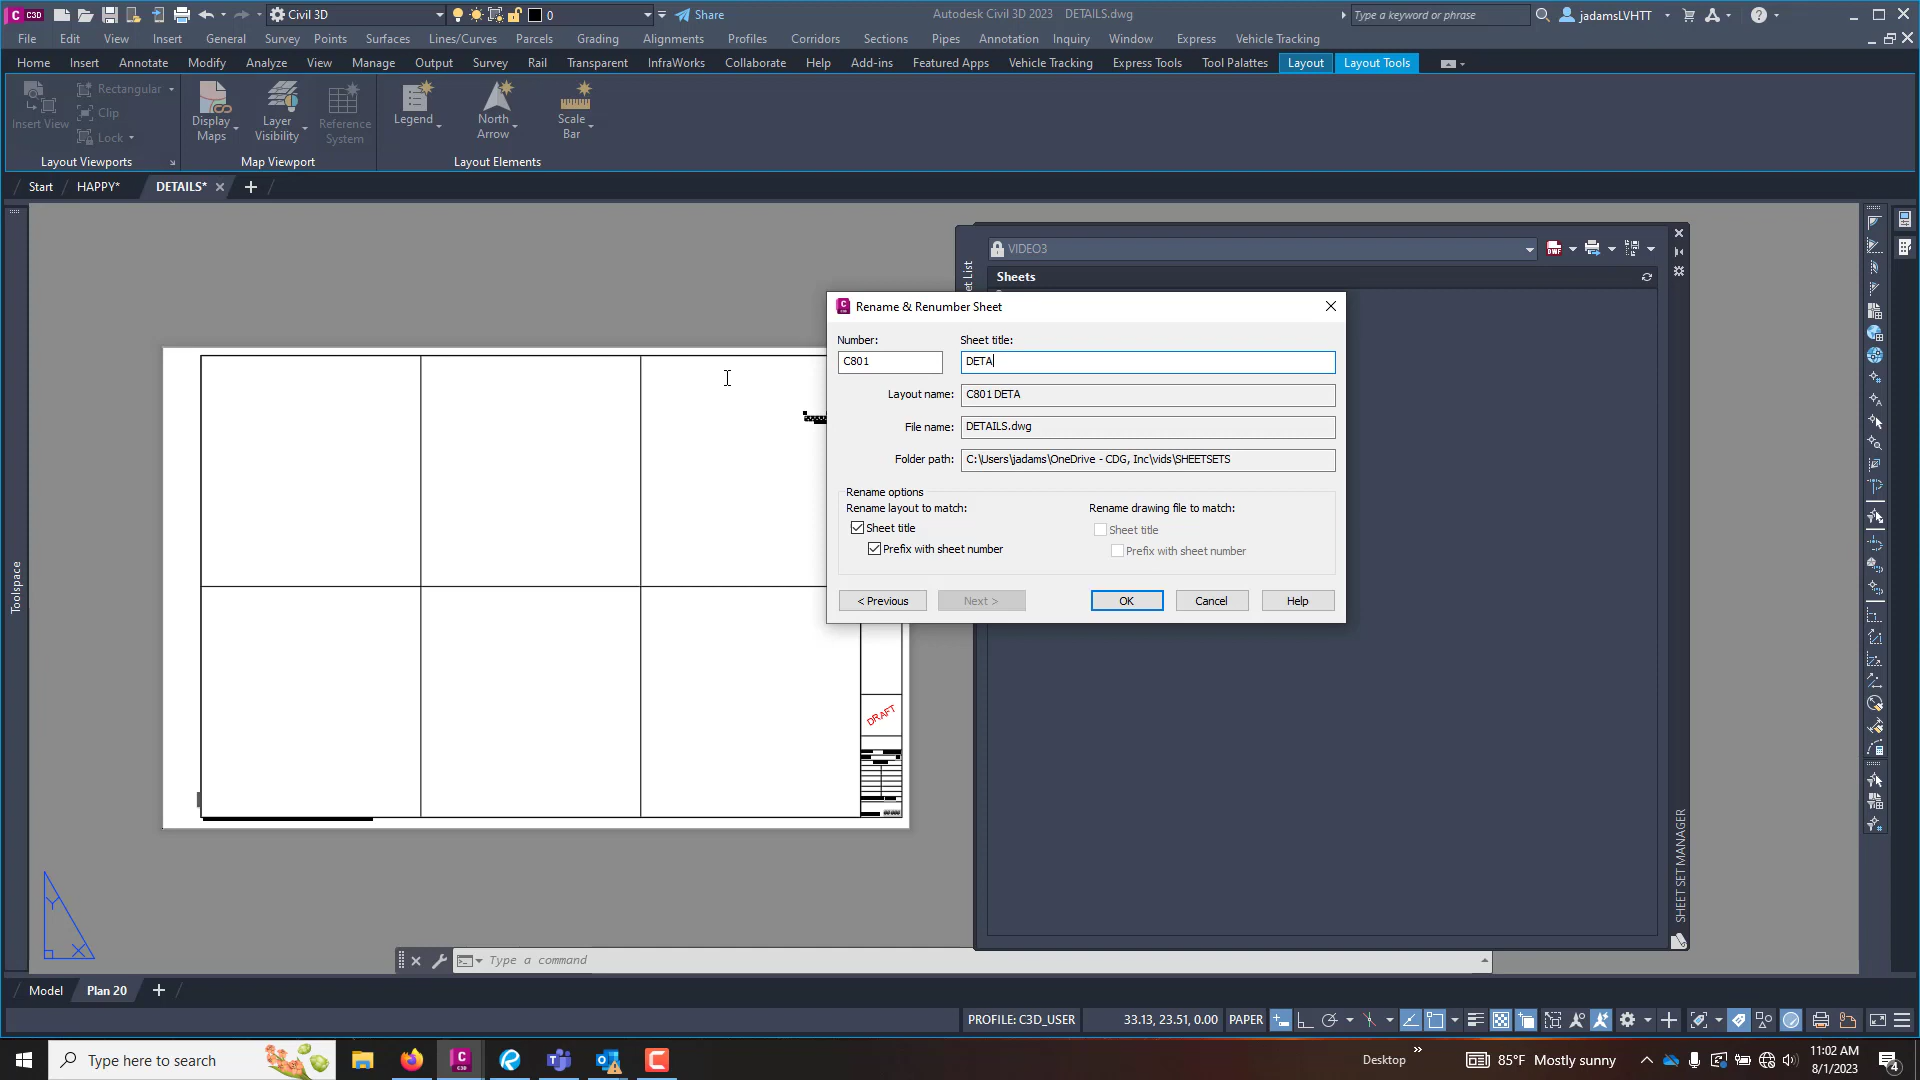 C3D Civil 3D 0 Share Autodesk Civil 3D 2023 DETAILS.dwg Type a keyword or phrase jadamsLVHTT
File Edit View Insert General Survey Points Surfaces Lines/Curves Parcels Grading Alignments Profiles Corridors Sections Pipes Annotation Inquiry Window Express Vehicle Tracking
Home Insert Annotate Modify Analyze View Manage Output Survey Rail Transparent InfraWorks Collaborate Help Add-ins Featured Apps Vehicle Tracking Express Tools Tool Palettes Layout Layout Tools
Insert View
Rectangular
Clip
Lock
Display Maps
Layer Visibility
Reference System
Legend
North Arrow
Scale Bar
Layout Viewports Map Viewport Layout Elements
Start HAPPY* DETAILS*
Toolspace
VIDEO3
Sheets
Rename & Renumber Sheet
Number: Sheet title:
C801 DETA
Layout name: C801 DETA
File name: DETAILS.dwg
Folder path: C:\Users\jadams\OneDrive - CDG, Inc\vids\SHEETSETS
Rename options
Rename layout to match: Rename drawing file to match:
Sheet title Sheet title
Prefix with sheet number Prefix with sheet number
< Previous Next > OK Cancel Help
DRAFT
SHEET SET MANAGER
Y
X
Type a command
Model Plan 20
PROFILE: C3D_USER 33.13, 23.51, 0.00 PAPER
Type here to search
Desktop
85°F Mostly sunny
11:02 AM
8/1/2023
4